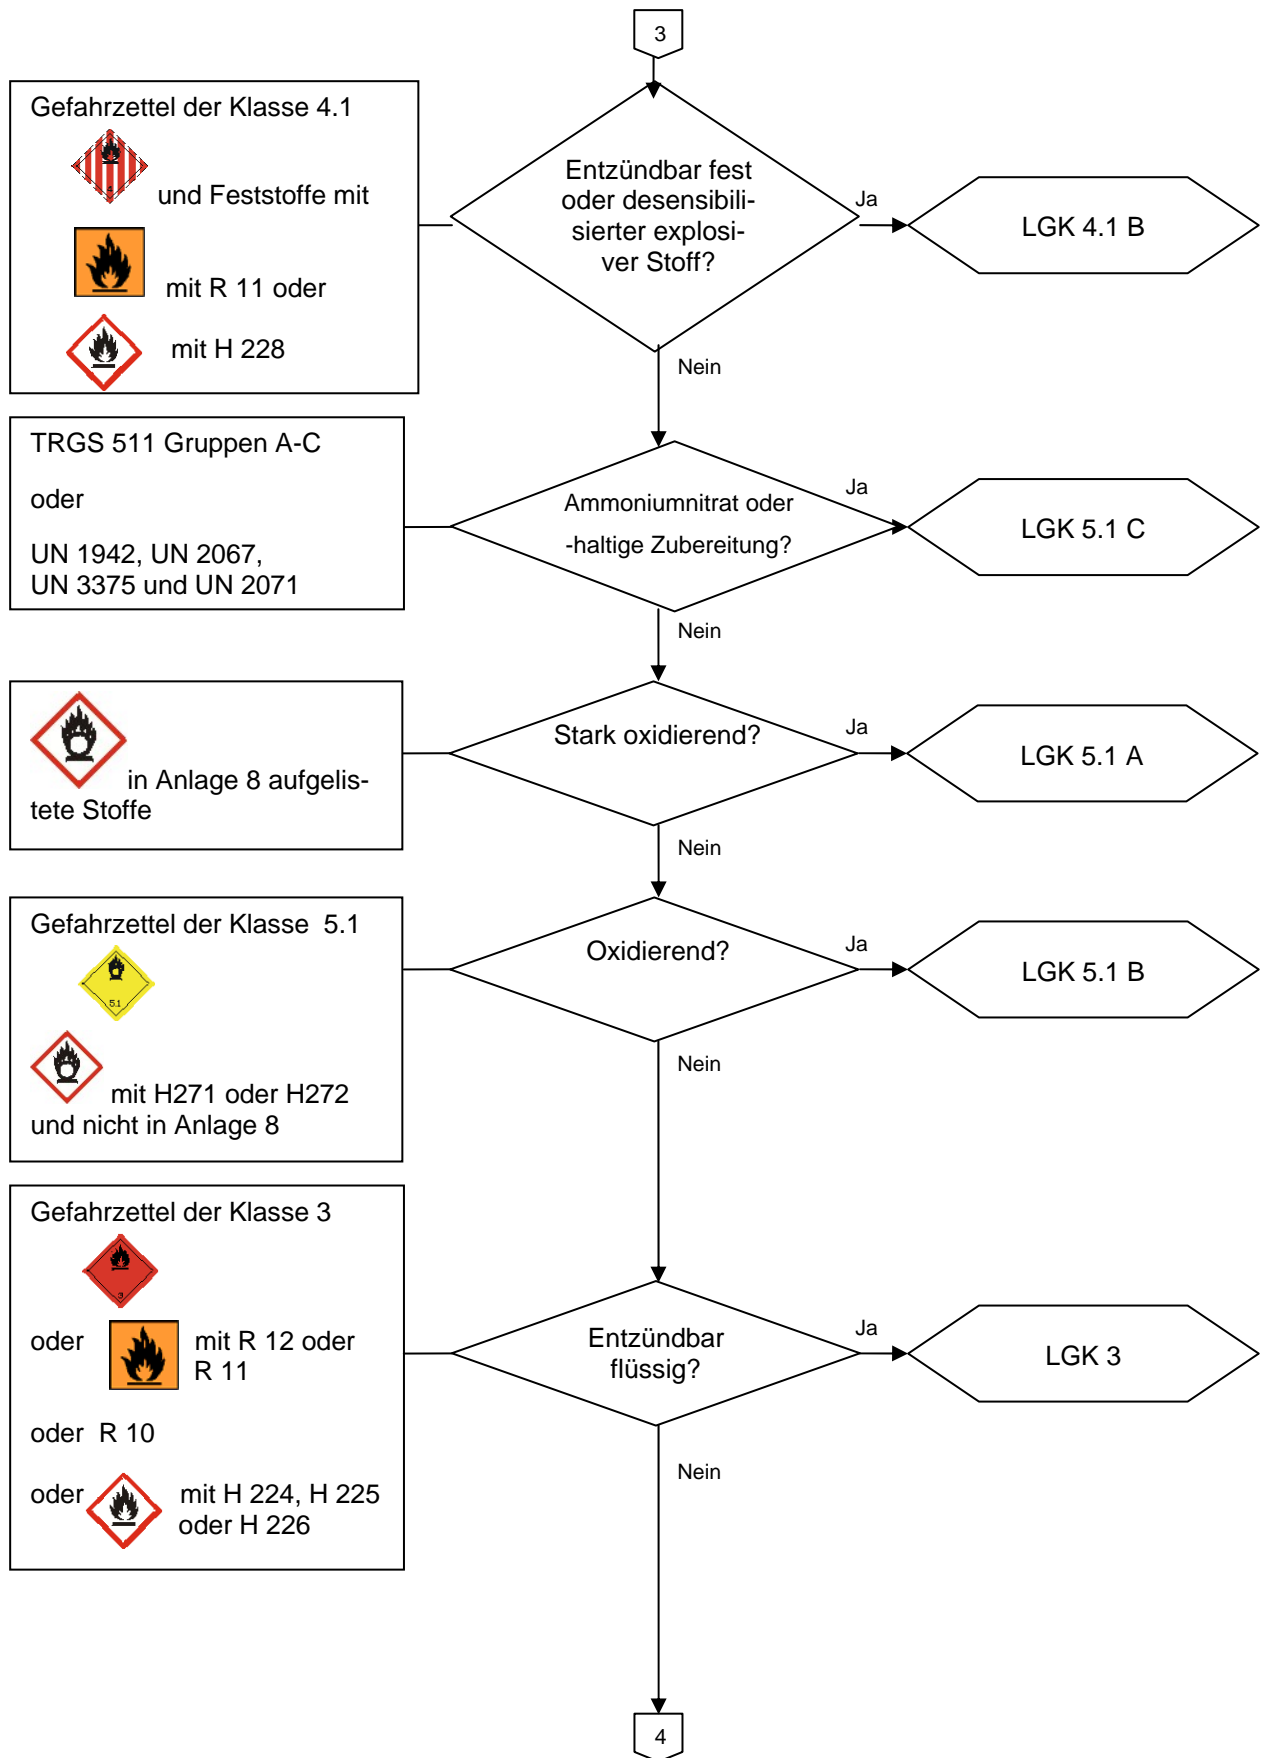 3
Gefahrzettel der Klasse 4.1
4
und Feststoffe mit
mit R 11 oder
mit H 228
Entzündbar fest
oder desensibili-
sierter explosi-
ver Stoff?
Ja
LGK 4.1 B
Nein
TRGS 511 Gruppen A-C
oder
UN 1942, UN 2067,
UN 3375 und UN 2071
Ammoniumnitrat oder
-haltige Zubereitung?
Ja
LGK 5.1 C
Nein
in Anlage 8 aufgelis-
tete Stoffe
Stark oxidierend?
Ja
LGK 5.1 A
Nein
Gefahrzettel der Klasse 5.1
5.1
mit H271 oder H272
und nicht in Anlage 8
Oxidierend?
Ja
LGK 5.1 B
Nein
Gefahrzettel der Klasse 3
3
oder mit R 12 oder
R 11
oder R 10
oder mit H 224, H 225
oder H 226
Entzündbar
flüssig?
Ja
LGK 3
Nein
4